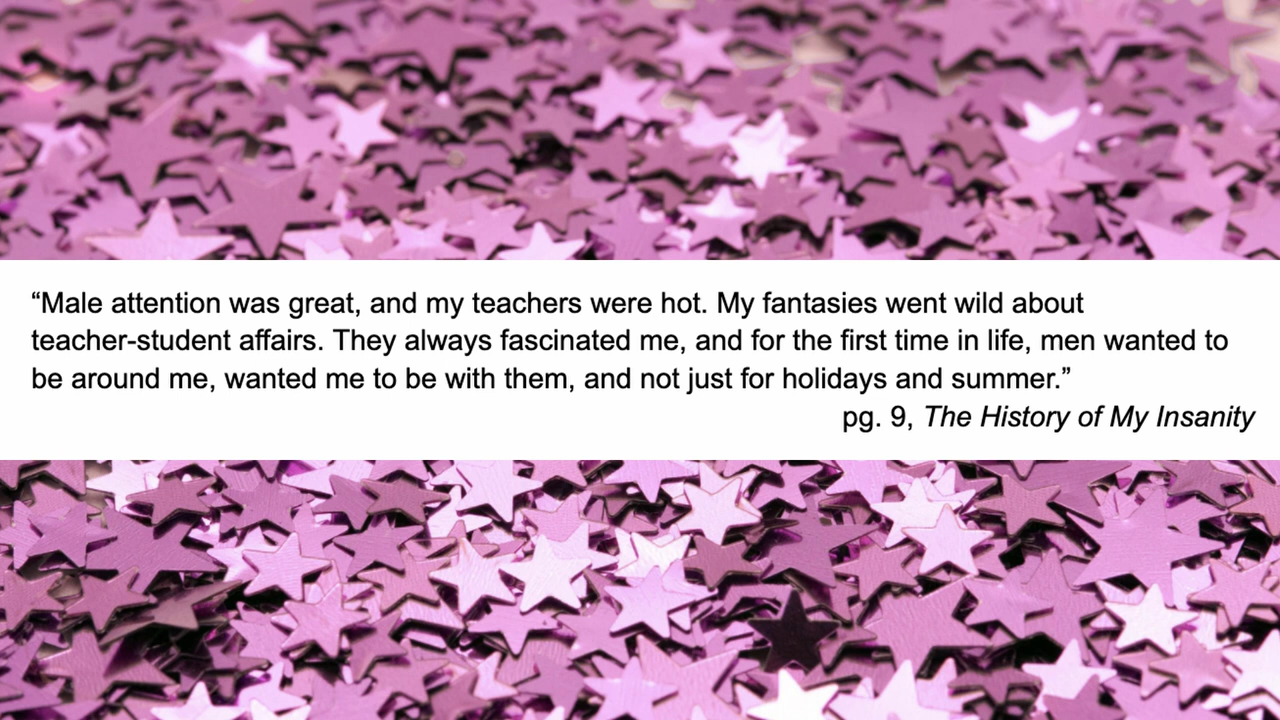 “Male attention was great, and my teachers were hot. My fantasies went wild about
teacher-student affairs. They always fascinated me, and for the first time in life, men wanted to
be around me, wanted me to be with them, and not just for holidays and summer.”
pg. 9, The History of My Insanity